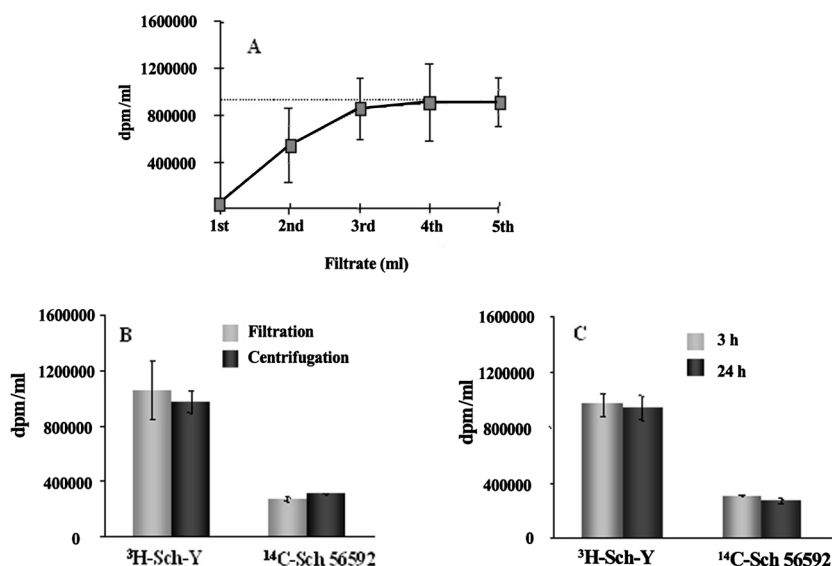 1600000
A
1200000
800000
400000
dpm/ml
1st 2nd 3rd 4th 5th
Filtrate (ml)
1600000
B
Filtration
Centrifugation
1200000
800000
400000
0
dpm/ml
³H-Sch-Y ¹⁴C-Sch 56592
1600000
C
3 h
24 h
1200000
800000
400000
0
dpm/ml
³H-Sch-Y ¹⁴C-Sch 56592